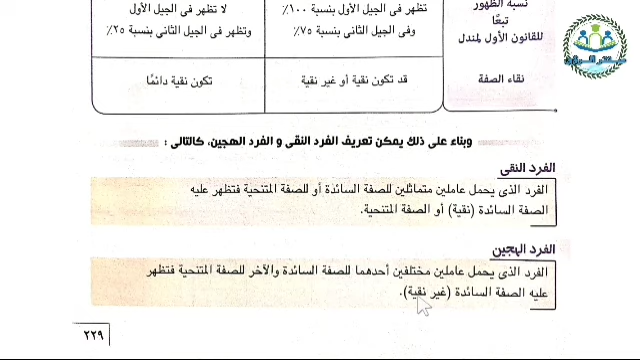 نسبة الظهور
تبعًا
للقانون الأول لمندل
تظهر فى الجيل الأول بنسبة ١٠٠٪
وفى الجيل الثانى بنسبة ٧٥٪
لا تظهر فى الجيل الأول
وتظهر فى الجيل الثانى بنسبة ٢٥٪
نقاء الصفة
قد تكون نقية أو غير نقية
تكون نقية دائمًا
وبناء على ذلك يمكن تعريف الفرد النقى و الفرد الهجين، كالتالى :
الفرد النقى
الفرد الذى يحمل عاملين متماثلين للصفة السائدة أو للصفة المتنحية فتظهر عليه
الصفة السائدة (نقية) أو الصفة المتنحية.
الفرد الهجين
الفرد الذى يحمل عاملين مختلفين أحدهما للصفة السائدة والآخر للصفة المتنحية فتظهر
عليه الصفة السائدة (غير نقية).
٢٢٩